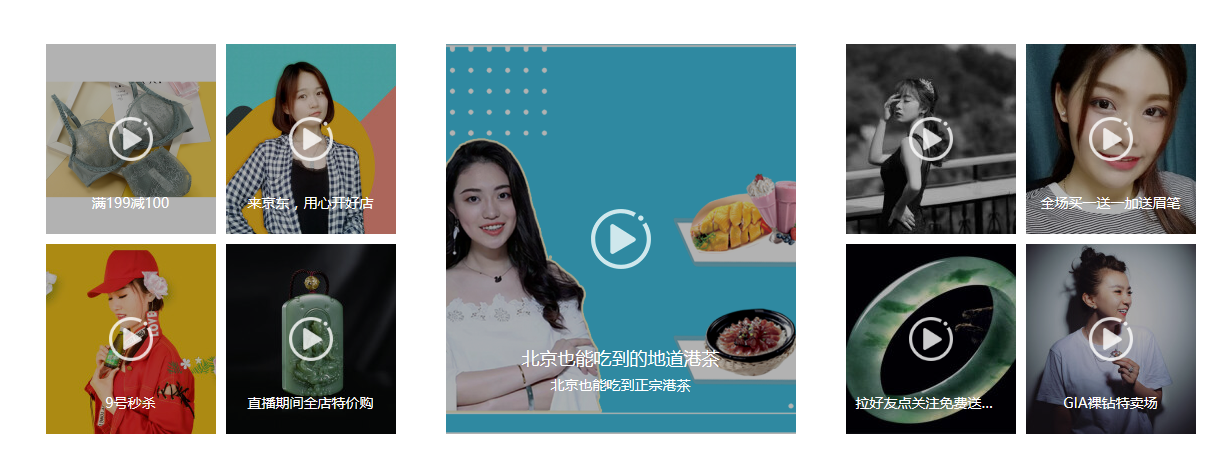 满199减100
来京东，用心开好店
9号秒杀
直播期间全店特价购
北京也能吃到的地道港茶
北京也能吃到正宗港茶
全场买一送一加送眉笔
拉好友点关注免费送...
GIA裸钻特卖场